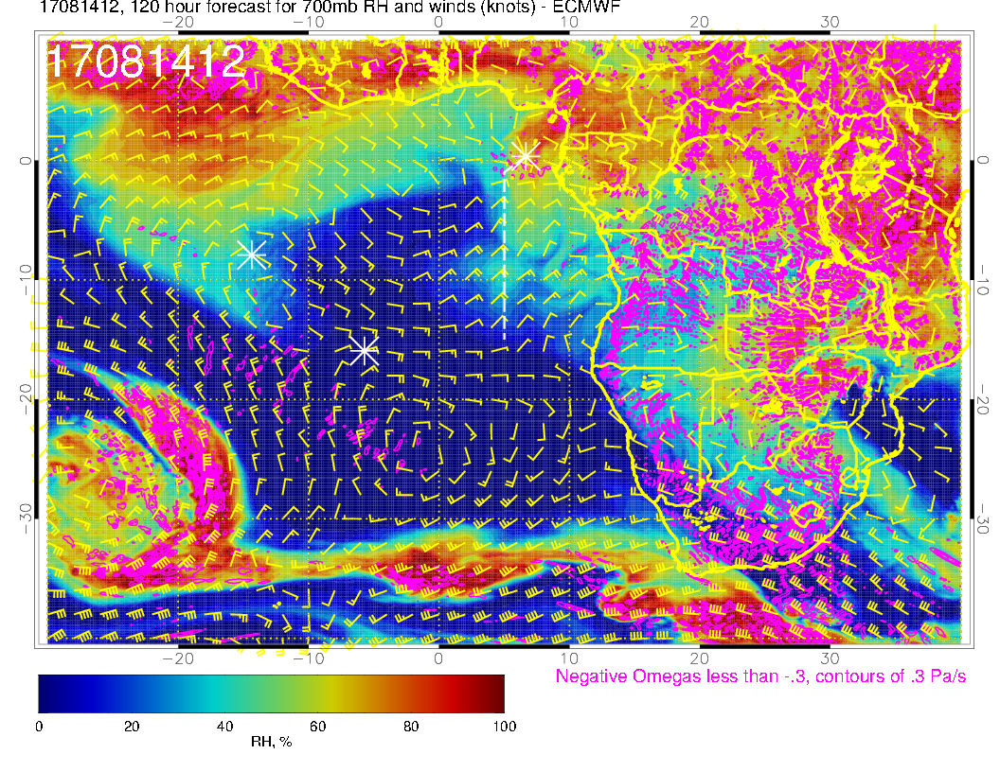 17081412, 120 hour forecast for 700mb RH and winds (knots) - ECMWF
−20 −10 0 10 20 30
17081412
0 0
−10 −10
−20 −20
−30 −30
−20 −10 0 10 20 30
Negative Omegas less than -.3, contours of .3 Pa/s
0 20 40 60 80 100
RH, %